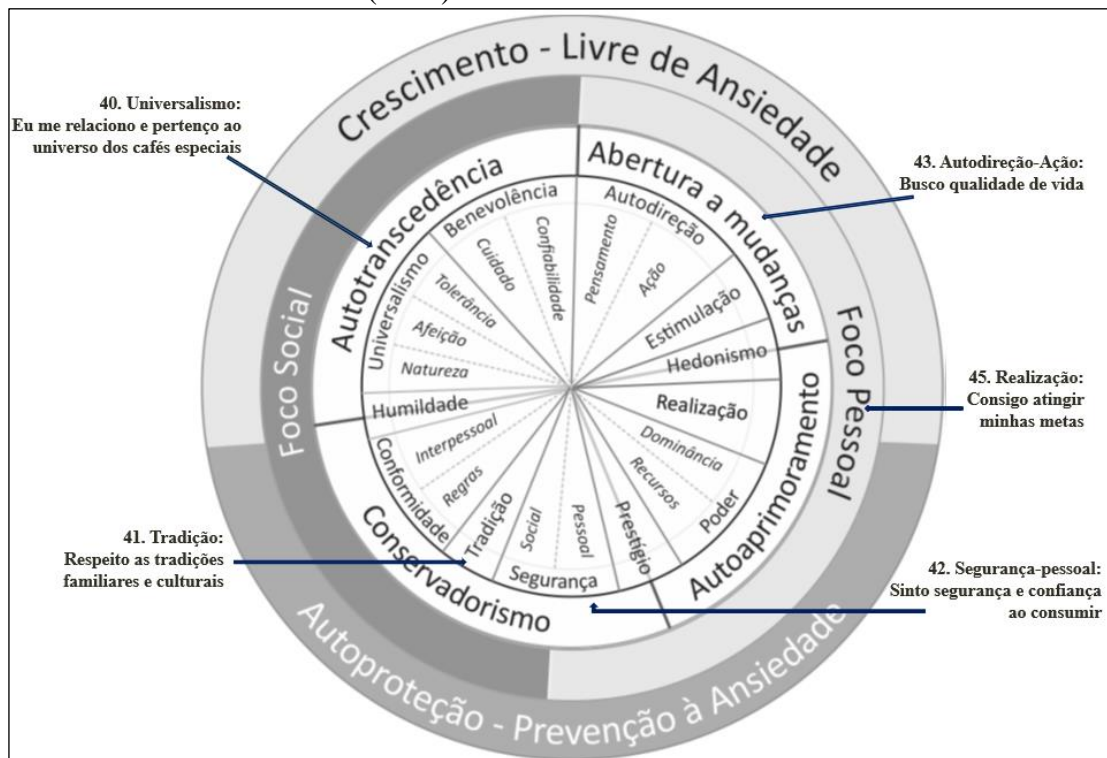 Crescimento - Livre de Ansiedade
40. Universalismo:
Eu me relaciono e pertenço ao
universo dos cafés especiais
43. Autodireção-Ação:
Busco qualidade de vida
45. Realização:
Consigo atingir
minhas metas
41. Tradição:
Respeito as tradições
familiares e culturais
42. Segurança-pessoal:
Sinto segurança e confiança
ao consumir
Foco Social
Foco Pessoal
Autotranscedência
Abertura a mudanças
Benevolência
Autodireção
Cuidado
Confiabilidade
Pensamento
Ação
Universalismo
Tolerância
Afeição
Natureza
Estimulação
Hedonismo
Humildade
Realização
Conformidade
Interpessoal
Regras
Dominância
Recursos
Poder
Tradição
Social
Pessoal
Segurança
Prestígio
Conservadorismo
Autoaprimoramento
Autoproteção - Prevenção à Ansiedade